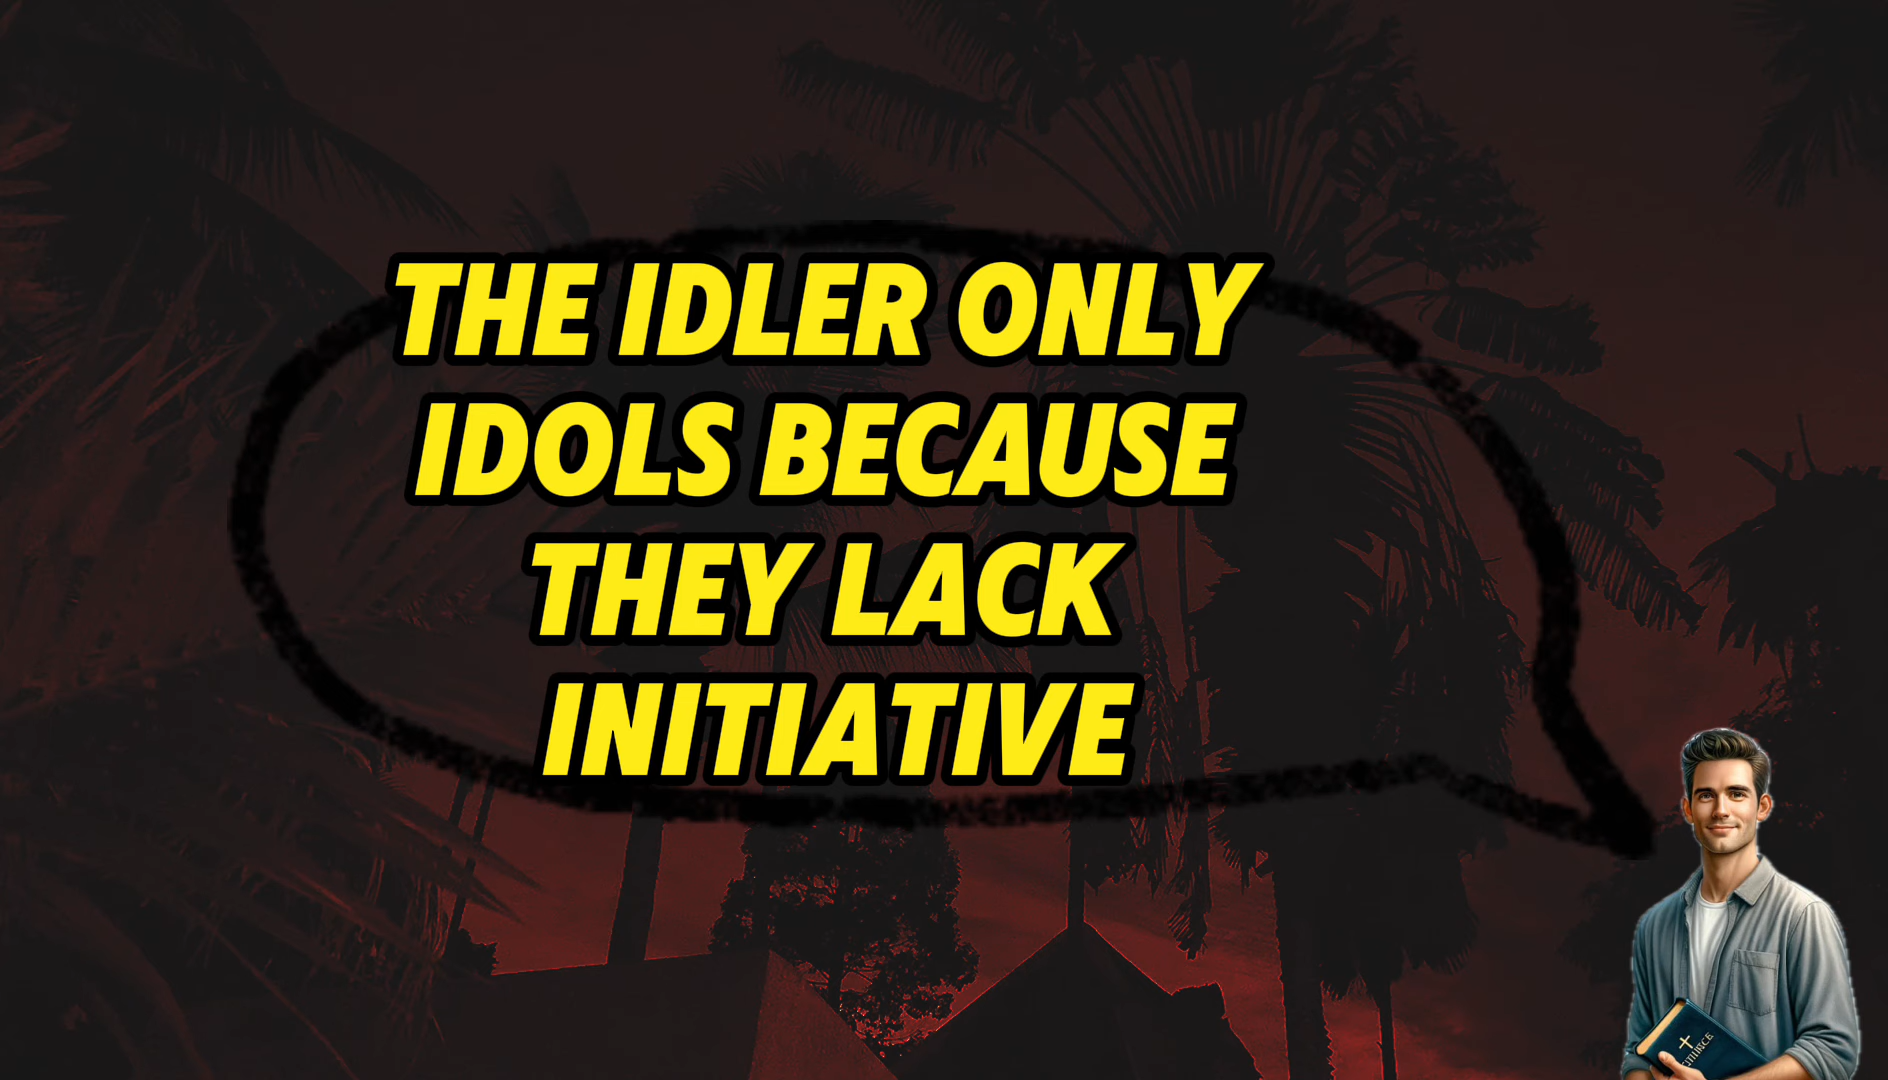 THE IDLER ONLY
IDOLS BECAUSE
THEY LACK
INITIATIVE